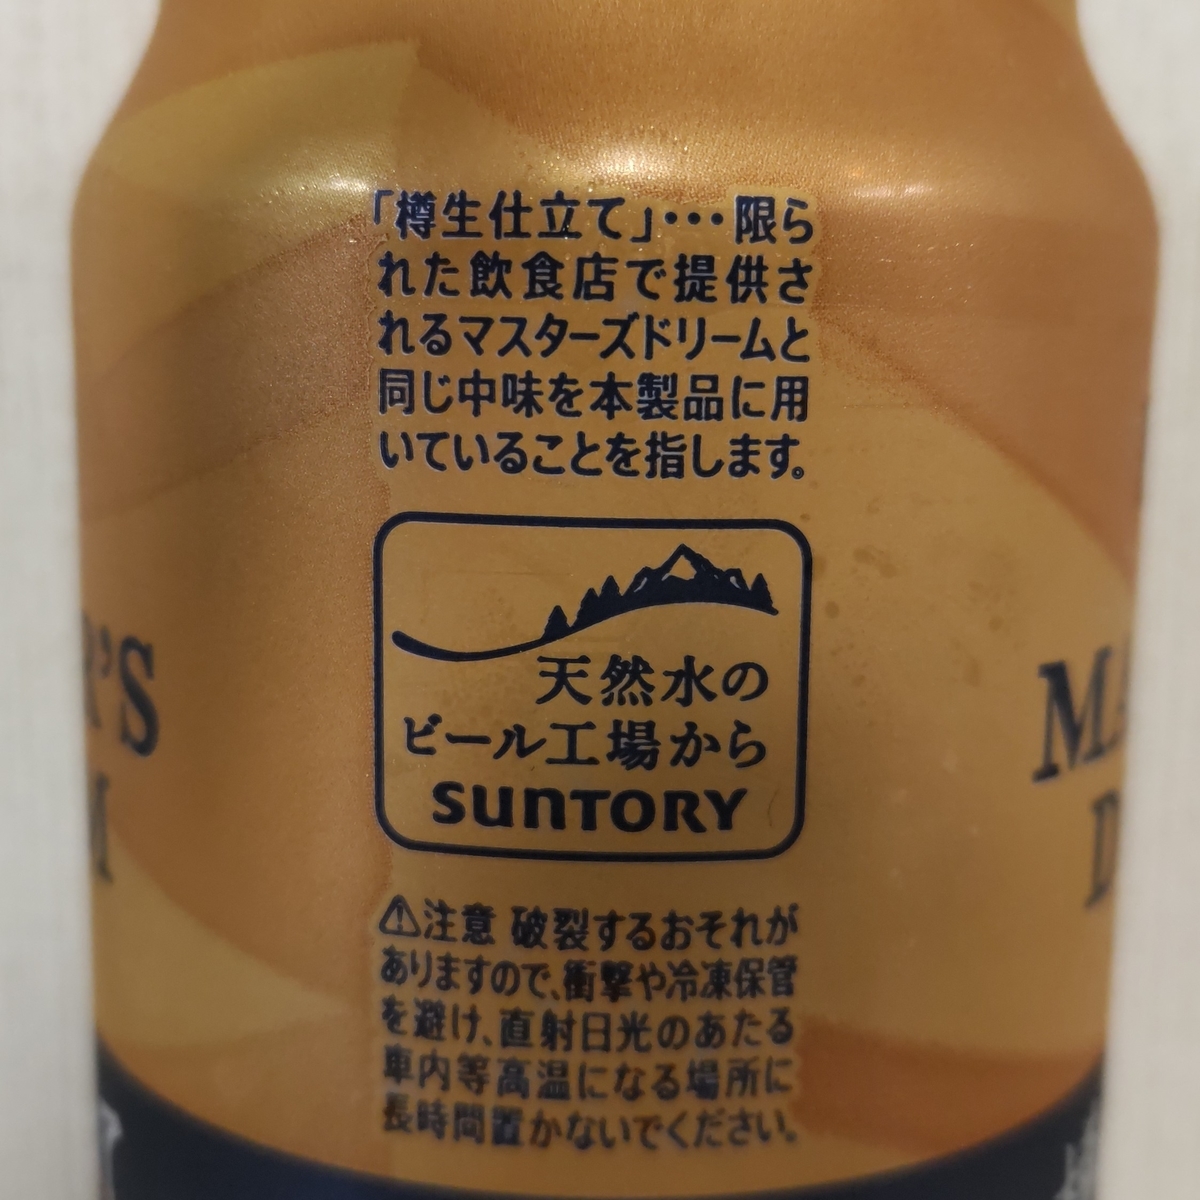 「樽生仕立て」･･･限ら
れた飲食店で提供さ
れるマスターズドリームと
同じ中味を本製品に用
いていることを指します。
天然水の
ビール工場から
SUNTORY
⚠注意 破裂するおそれが
ありますので、衝撃や冷凍保管
を避け、直射日光のあたる
車内等高温になる場所に
長時間置かないでください。
R'S
M
MA
D